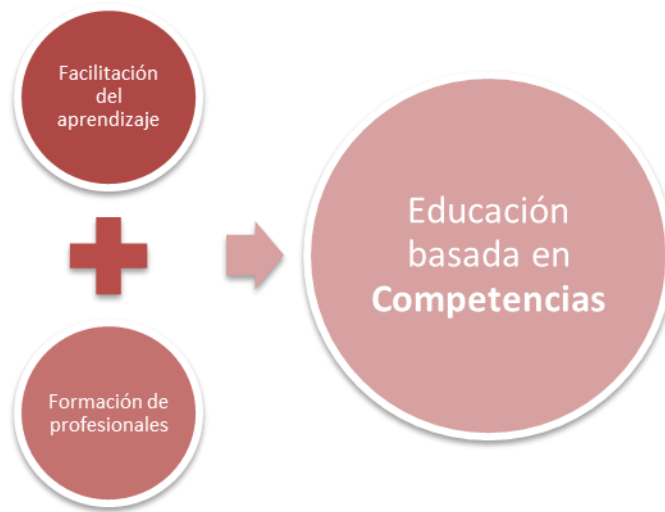 Facilitación
del
aprendizaje
Formación de
profesionales
Educación
basada en
Competencias